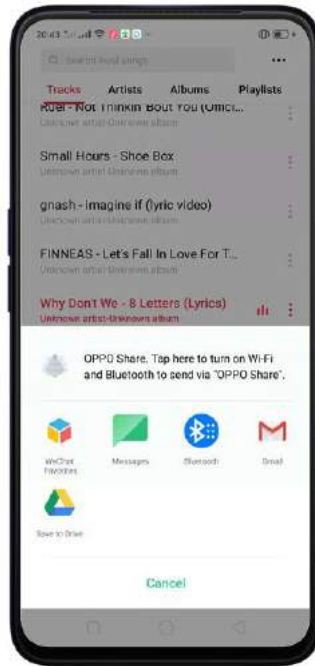 20:43
Search local songs
Tracks Artists Albums Playlists
Ruel - Not Thinkin Bout You (Offici...
Unknown artist-Unknown album
Small Hours - Shoe Box
Unknown artist-Unknown album
gnash - imagine if (lyric video)
Unknown artist-Unknown album
FINNEAS - Let's Fall In Love For T...
Unknown artist-Unknown album
Why Don't We - 8 Letters (Lyrics)
Unknown artist-Unknown album
OPPO Share. Tap here to turn on Wi-Fi
and Bluetooth to send via "OPPO Share".
WeChat Messages Bluetooth Gmail
Favorites
Save to Drive
Cancel